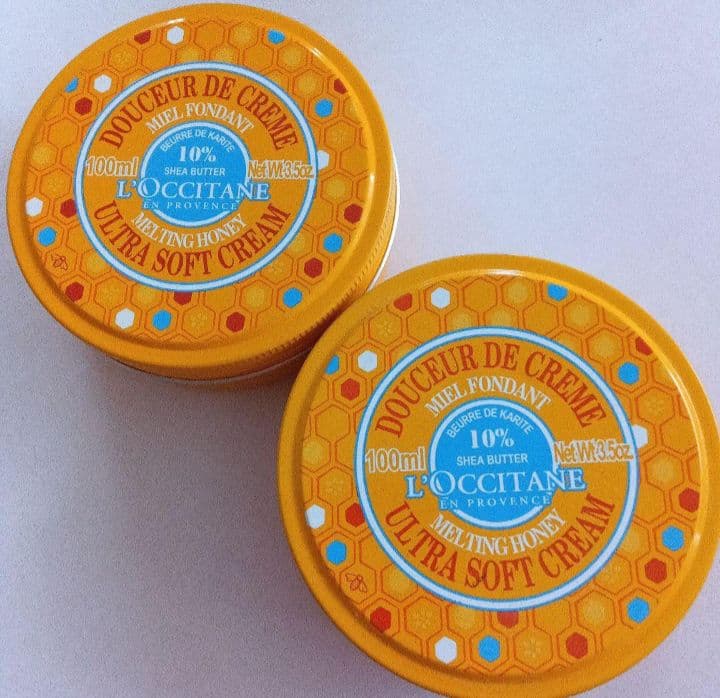 DOUCEUR DE CREME
MIEL FONDANT
BEURRE DE KARITE
10%
SHEA BUTTER
100ml
Net Wt 3.5oz
L'OCCITANE
EN PROVENCE
MELTING HONEY
ULTRA SOFT CREAM
DOUCEUR DE CREME
MIEL FONDANT
BEURRE DE KARITE
10%
SHEA BUTTER
100ml
Net Wt 3.5oz
L'OCCITANE
EN PROVENCE
MELTING HONEY
ULTRA SOFT CREAM